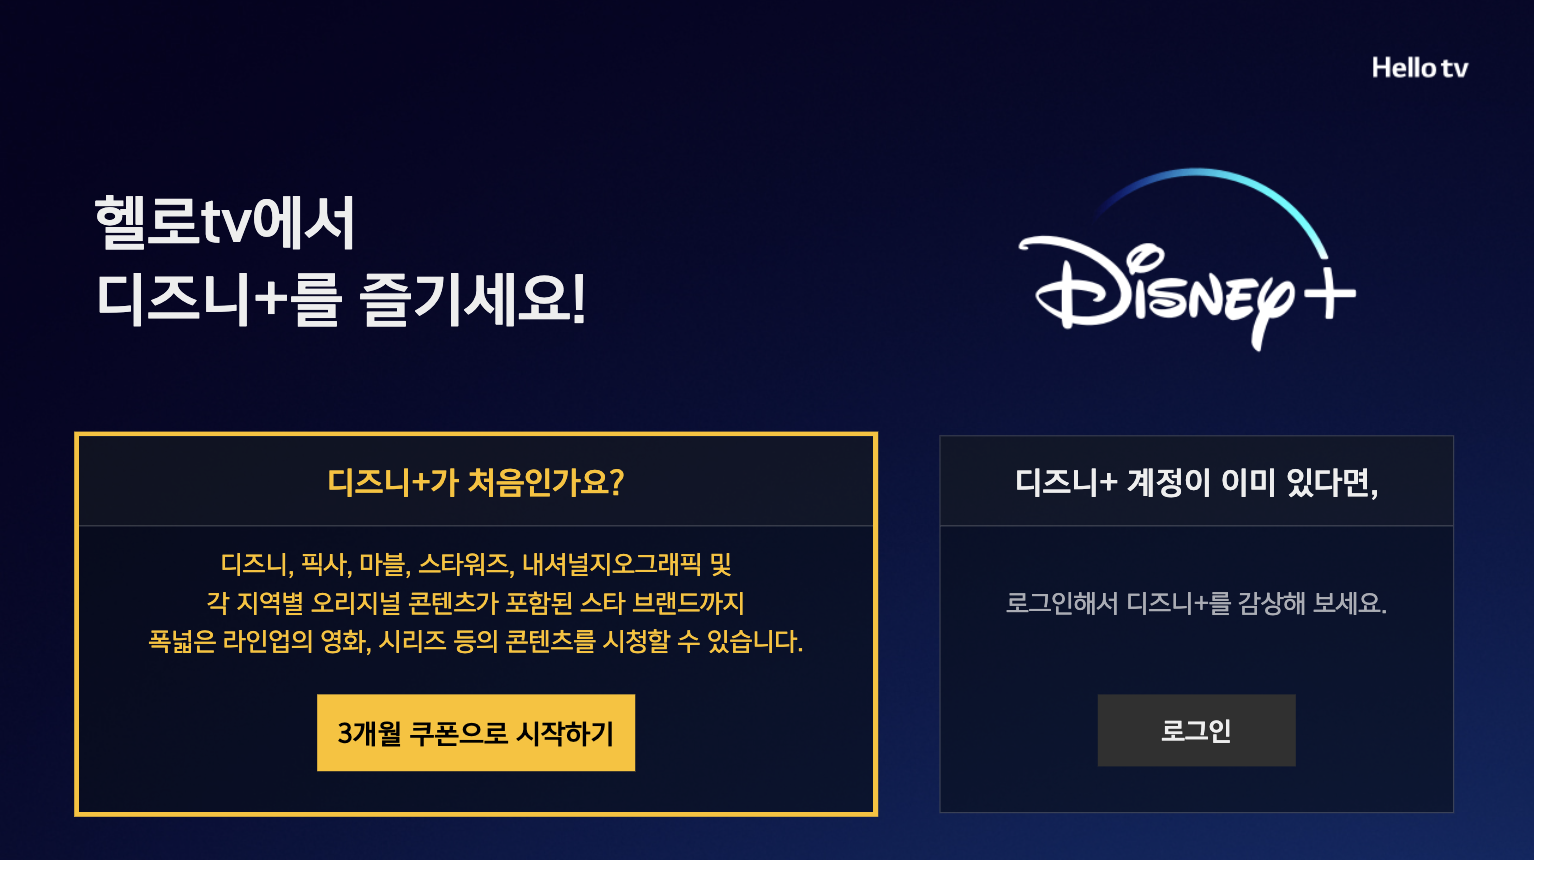 Hello tv
헬로tv에서
디즈니+를 즐기세요!
Disney+
디즈니+가 처음인가요?
디즈니, 픽사, 마블, 스타워즈, 내셔널지오그래픽 및
각 지역별 오리지널 콘텐츠가 포함된 스타 브랜드까지
폭넓은 라인업의 영화, 시리즈 등의 콘텐츠를 시청할 수 있습니다.
3개월 쿠폰으로 시작하기
디즈니+ 계정이 이미 있다면,
로그인해서 디즈니+를 감상해 보세요.
로그인